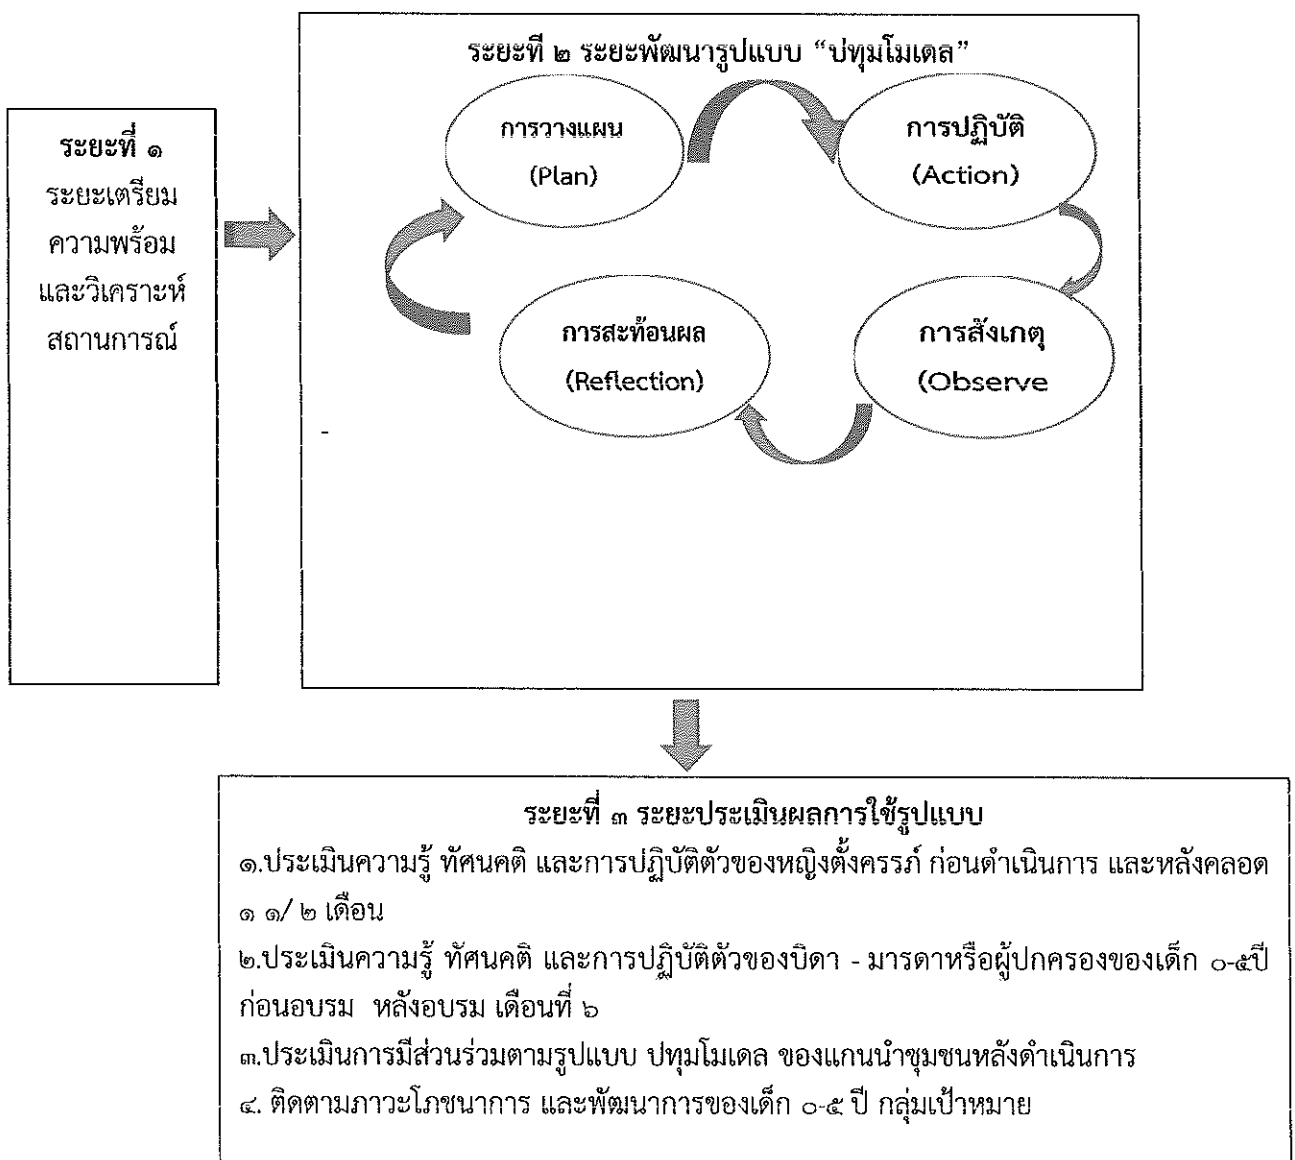 ระยะที่ ๑
ระยะเตรียม
ความพร้อม
และวิเคราะห์
สถานการณ์
ระยะที่ ๒ ระยะพัฒนารูปแบบ “ปทุมโมเดล”
การวางแผน
(Plan)
การปฏิบัติ
(Action)
การสังเกตุ
(Observe
การสะท้อนผล
(Reflection)
-
ระยะที่ ๓ ระยะประเมินผลการใช้รูปแบบ
๑.ประเมินความรู้ ทัศนคติ และการปฏิบัติตัวของหญิงตั้งครรภ์ ก่อนดำเนินการ และหลังคลอด
๑ ๑/ ๒ เดือน
๒.ประเมินความรู้ ทัศนคติ และการปฏิบัติตัวของบิดา - มารดาหรือผู้ปกครองของเด็ก ๐-๕ปี
ก่อนอบรม หลังอบรม เดือนที่ ๖
๓.ประเมินการมีส่วนร่วมตามรูปแบบ ปทุมโมเดล ของแกนนำชุมชนหลังดำเนินการ
๔. ติดตามภาวะโภชนาการ และพัฒนาการของเด็ก ๐-๕ ปี กลุ่มเป้าหมาย